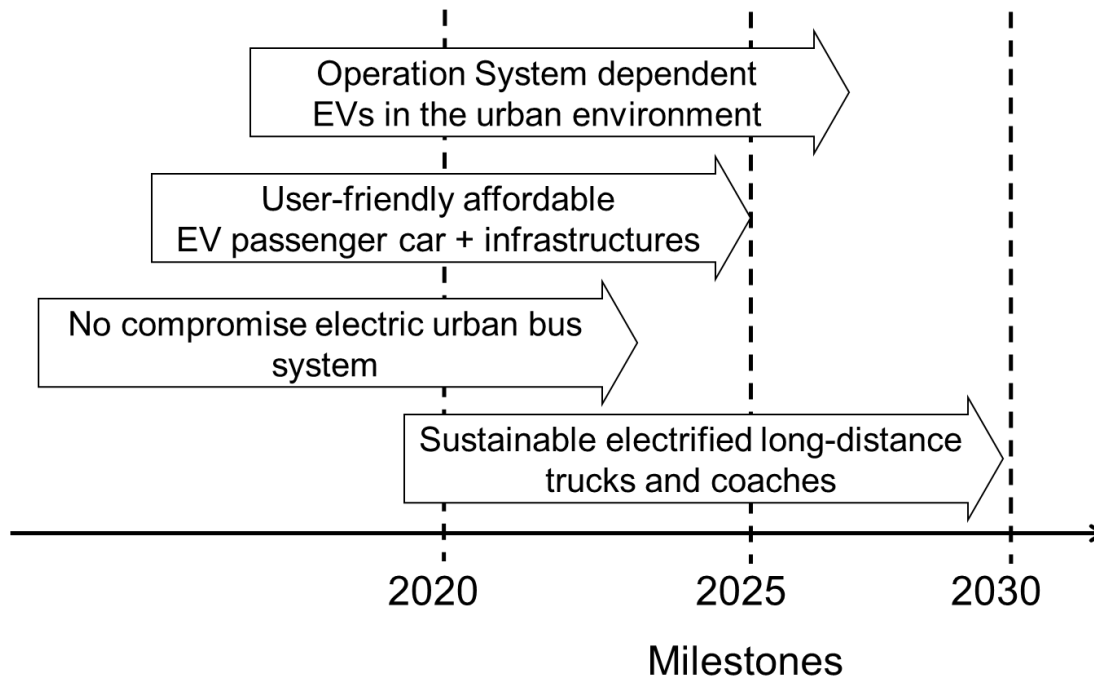 Operation System dependent
EVs in the urban environment
User-friendly affordable
EV passenger car + infrastructures
No compromise electric urban bus
system
Sustainable electrified long-distance
trucks and coaches
2020 2025 2030
Milestones